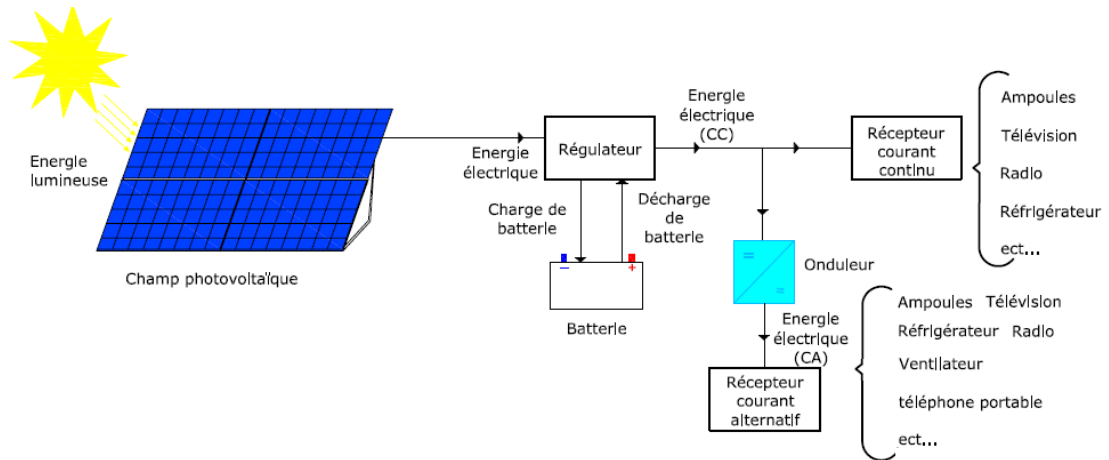 Energie
lumineuse
Champ photovoltaïque
Energie
électrique
Régulateur
Charge de
batterie
Décharge
de
batterie
Batterie
Energie
électrique
(CC)
Récepteur
courant
continu
Ampoules
Télévision
Radio
Réfrigérateur
ect...
Onduleur
Energie
électrique
(CA)
Récepteur
courant
alternatif
Ampoules Télévision
Réfrigérateur Radio
Ventilateur
téléphone portable
ect...